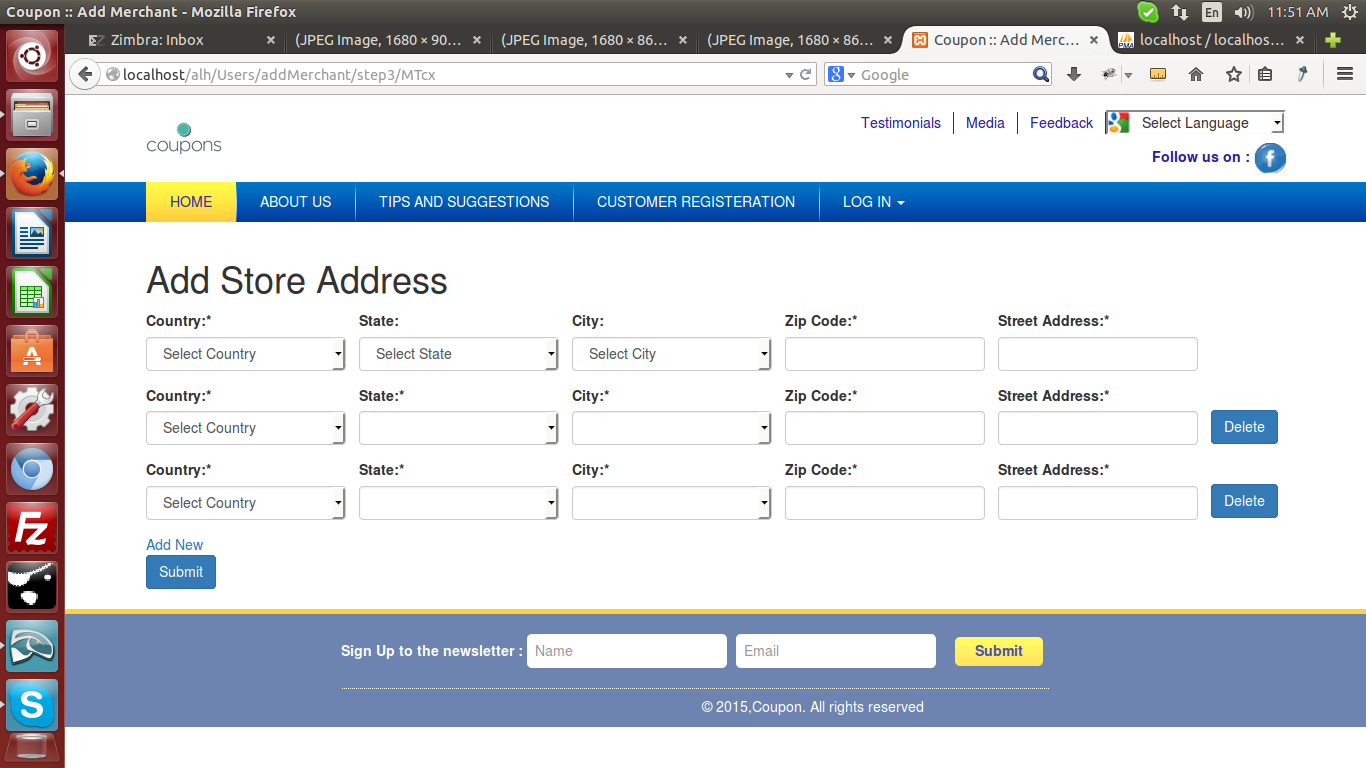 Coupon :: Add Merchant - Mozilla Firefox
En 11:51 AM
Zimbra: Inbox
(JPEG Image, 1680 × 90...
(JPEG Image, 1680 × 86...
(JPEG Image, 1680 × 86...
Coupon :: Add Merc...
PMA localhost / localhos...
localhost/alh/Users/addMerchant/step3/MTcx
8 Google
coupons
Testimonials Media Feedback Select Language
Follow us on : f
HOME ABOUT US TIPS AND SUGGESTIONS CUSTOMER REGISTERATION LOG IN
Add Store Address
Country:* State: City: Zip Code:* Street Address:*
Select Country Select State Select City
Country:* State:* City:* Zip Code:* Street Address:*
Select Country Delete
Country:* State:* City:* Zip Code:* Street Address:*
Select Country Delete
Add New
Submit
Sign Up to the newsletter : Name Email Submit
© 2015,Coupon. All rights reserved
A
Fz
S